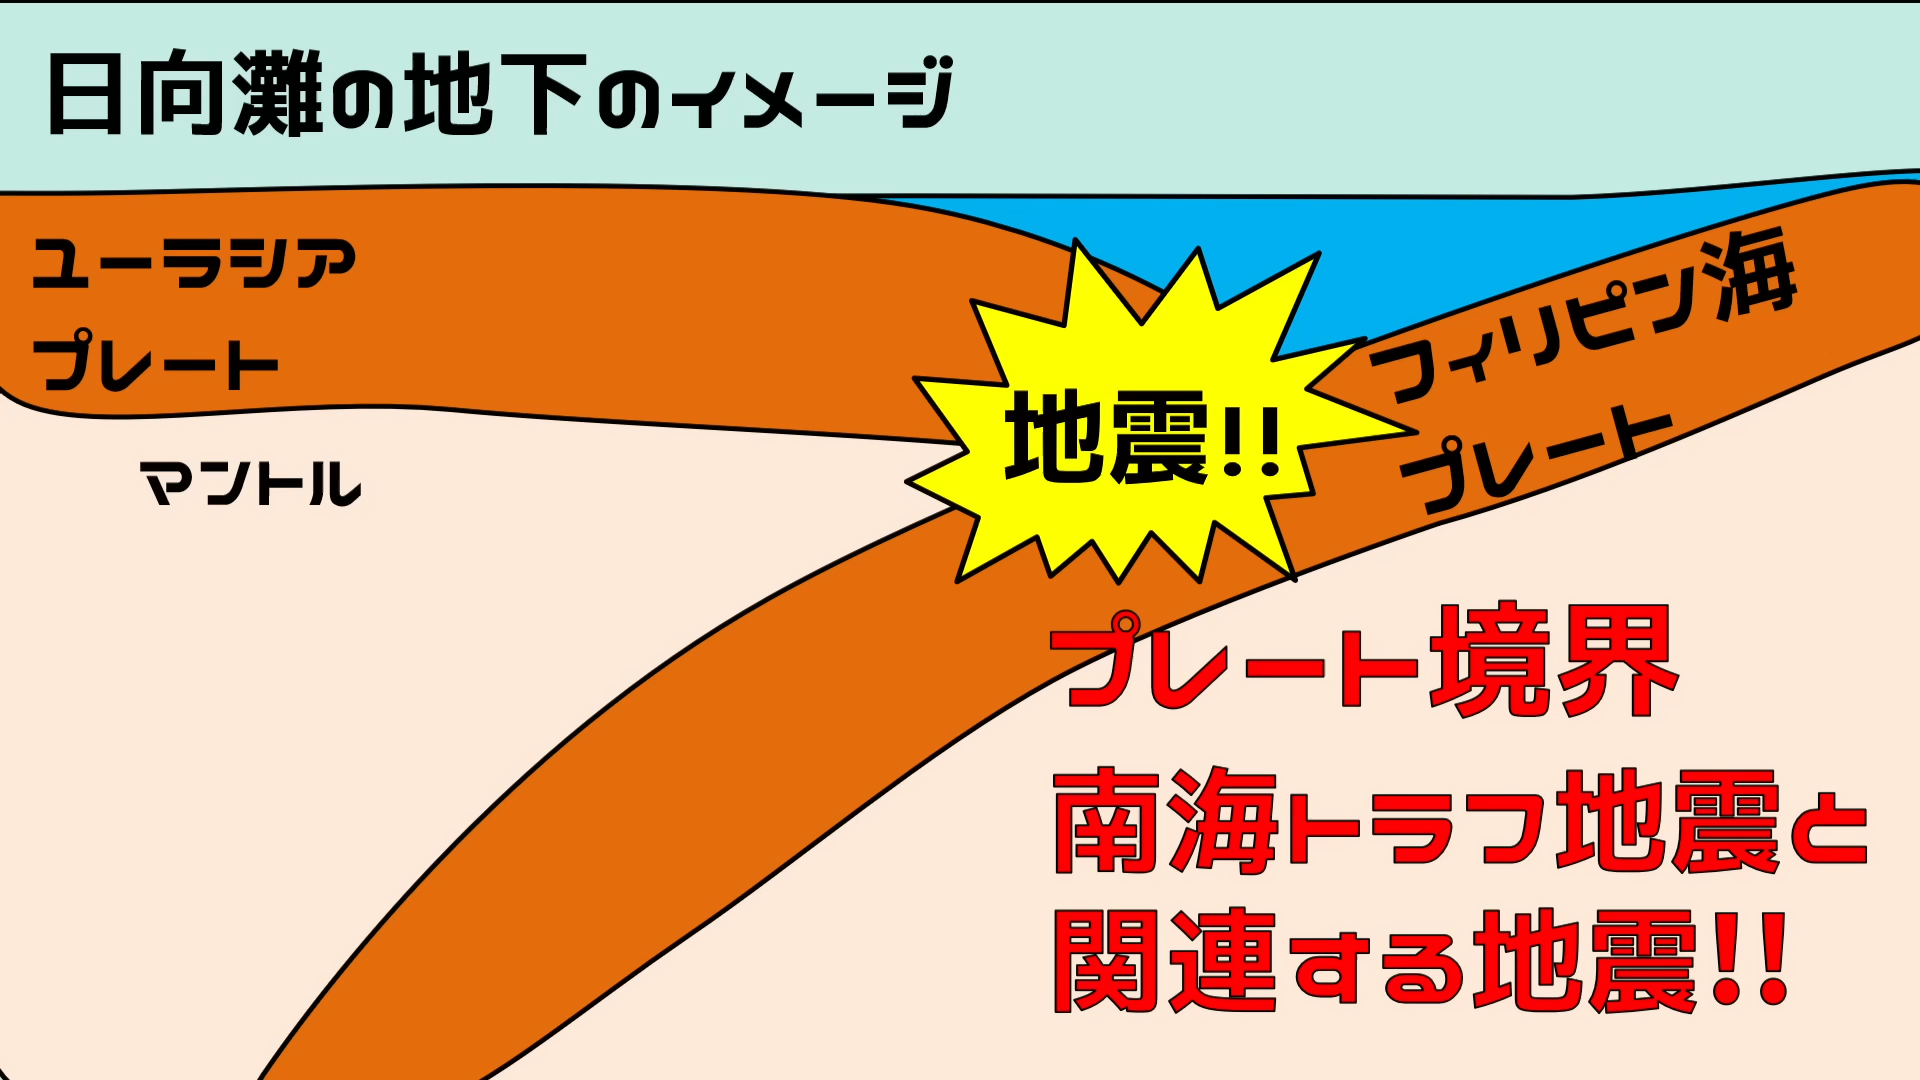 日向灘の地下のイメージ
ユーラシア
プレート
マントル
地震!!
フィリピン海
プレート
プレート境界
南海トラフ地震と
関連する地震!!